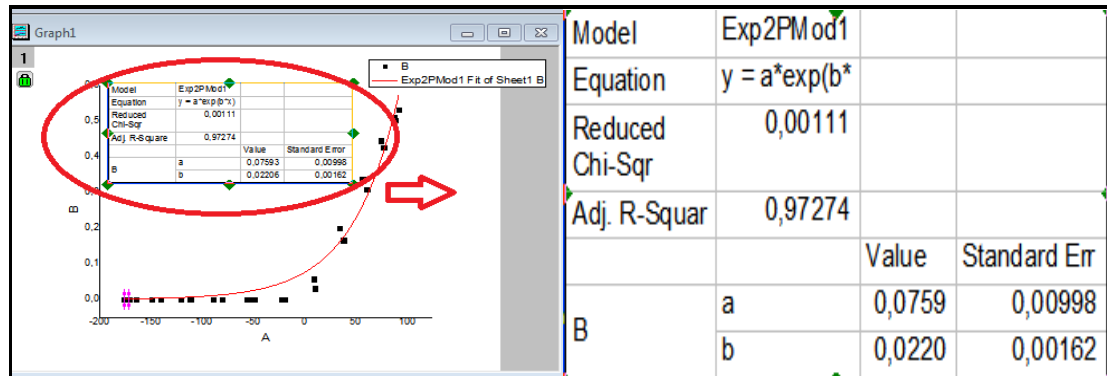 Graph1
1
B
Exp2PMod1 Fit of Sheet1 B
Model Exp2PMod1
Equation y = a*exp(b*x)
Reduced Chi-Sqr 0,00111
Adj. R-Square 0,97274
Value Standard Error
B a 0,07593 0,00998
b 0,02206 0,00162
0,5
0,4
0,2
0,1
0,0
B
-200 -150 -100 -50 0 50 100
A
Model Exp2PMod1
Equation y = a*exp(b*
Reduced 0,00111
Chi-Sqr
Adj. R-Squar 0,97274
Value Standard Err
B a 0,0759 0,00998
b 0,0220 0,00162